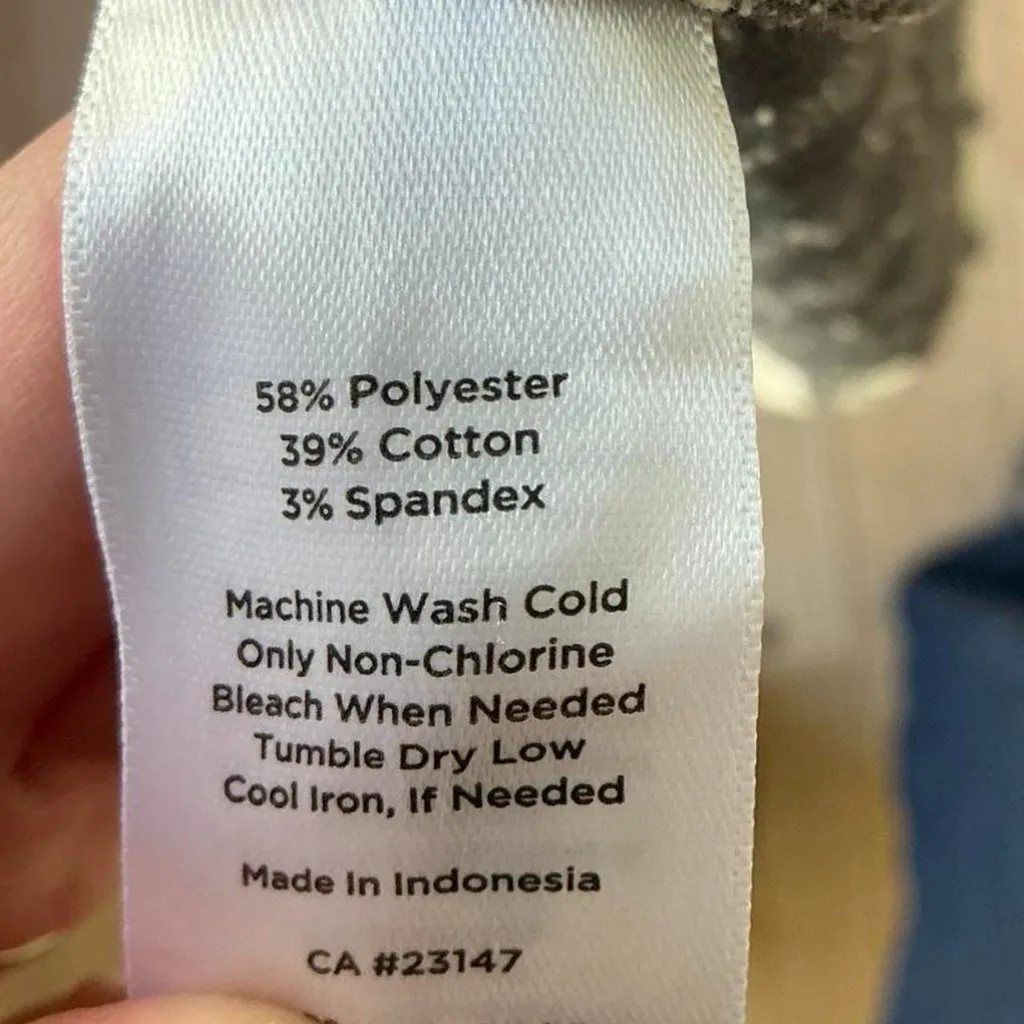 58% Polyester
39% Cotton
3% Spandex
Machine Wash Cold
Only Non-Chlorine
Bleach When Needed
Tumble Dry Low
Cool Iron, If Needed
Made In Indonesia
CA #23147